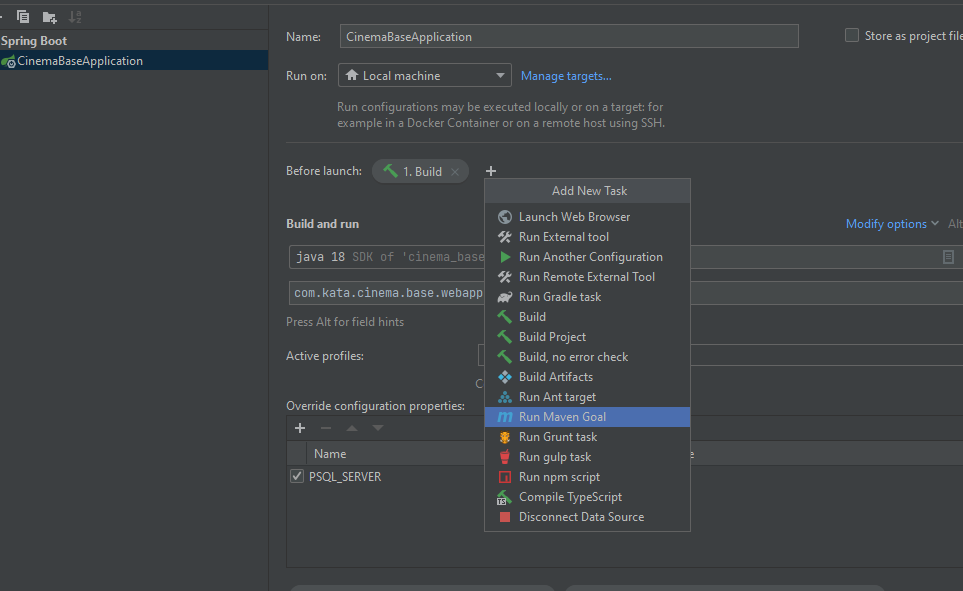 Spring Boot
CinemaBaseApplication
Name:
CinemaBaseApplication
Store as project file
Run on:
Local machine
Manage targets...
Run configurations may be executed locally or on a target: for
example in a Docker Container or on a remote host using SSH.
Before launch:
1. Build
Add New Task
Launch Web Browser
Run External tool
Run Another Configuration
Run Remote External Tool
Run Gradle task
Build
Build Project
Build, no error check
Build Artifacts
Run Ant target
Run Maven Goal
Run Grunt task
Run gulp task
Run npm script
Compile TypeScript
Disconnect Data Source
Build and run
Modify options
Alt
java 18 SDK of 'cinema_base
com.kata.cinema.base.webapp
Press Alt for field hints
Active profiles:
C
Override configuration properties:
Name
e
PSQL_SERVER